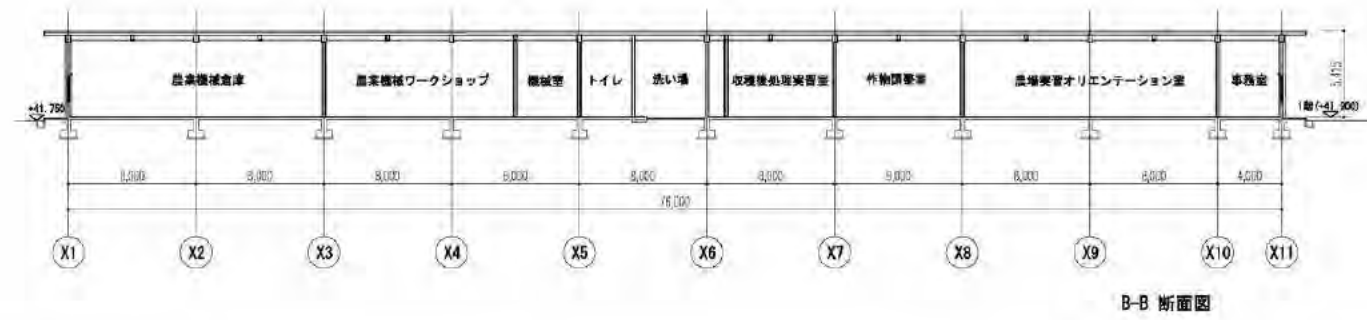 農業機械倉庫 農業機械ワークショップ 機械室 トイレ 洗い場 収穫後処理実習室 作物調整室 農場実習オリエンテーション室 事務室
+41.755
1階(+41.900)
8,000 8,000 8,000 8,000 8,000 8,000 8,000 8,000 8,000 4,000
76,000
X1 X2 X3 X4 X5 X6 X7 X8 X9 X10 X11
B-B 断面図